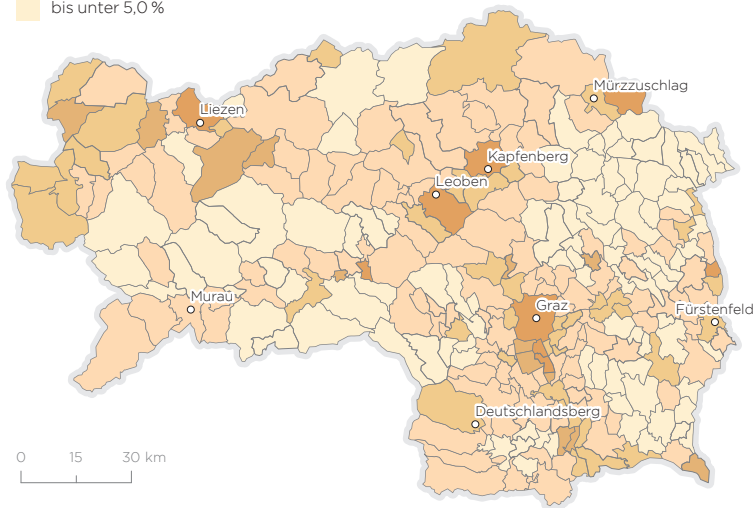 bis unter 5,0 %
Mürzzuschlag
Liezen
Kapfenberg
Leoben
Murau
Graz
Fürstenfeld
Deutschlandsberg
0 15 30 km